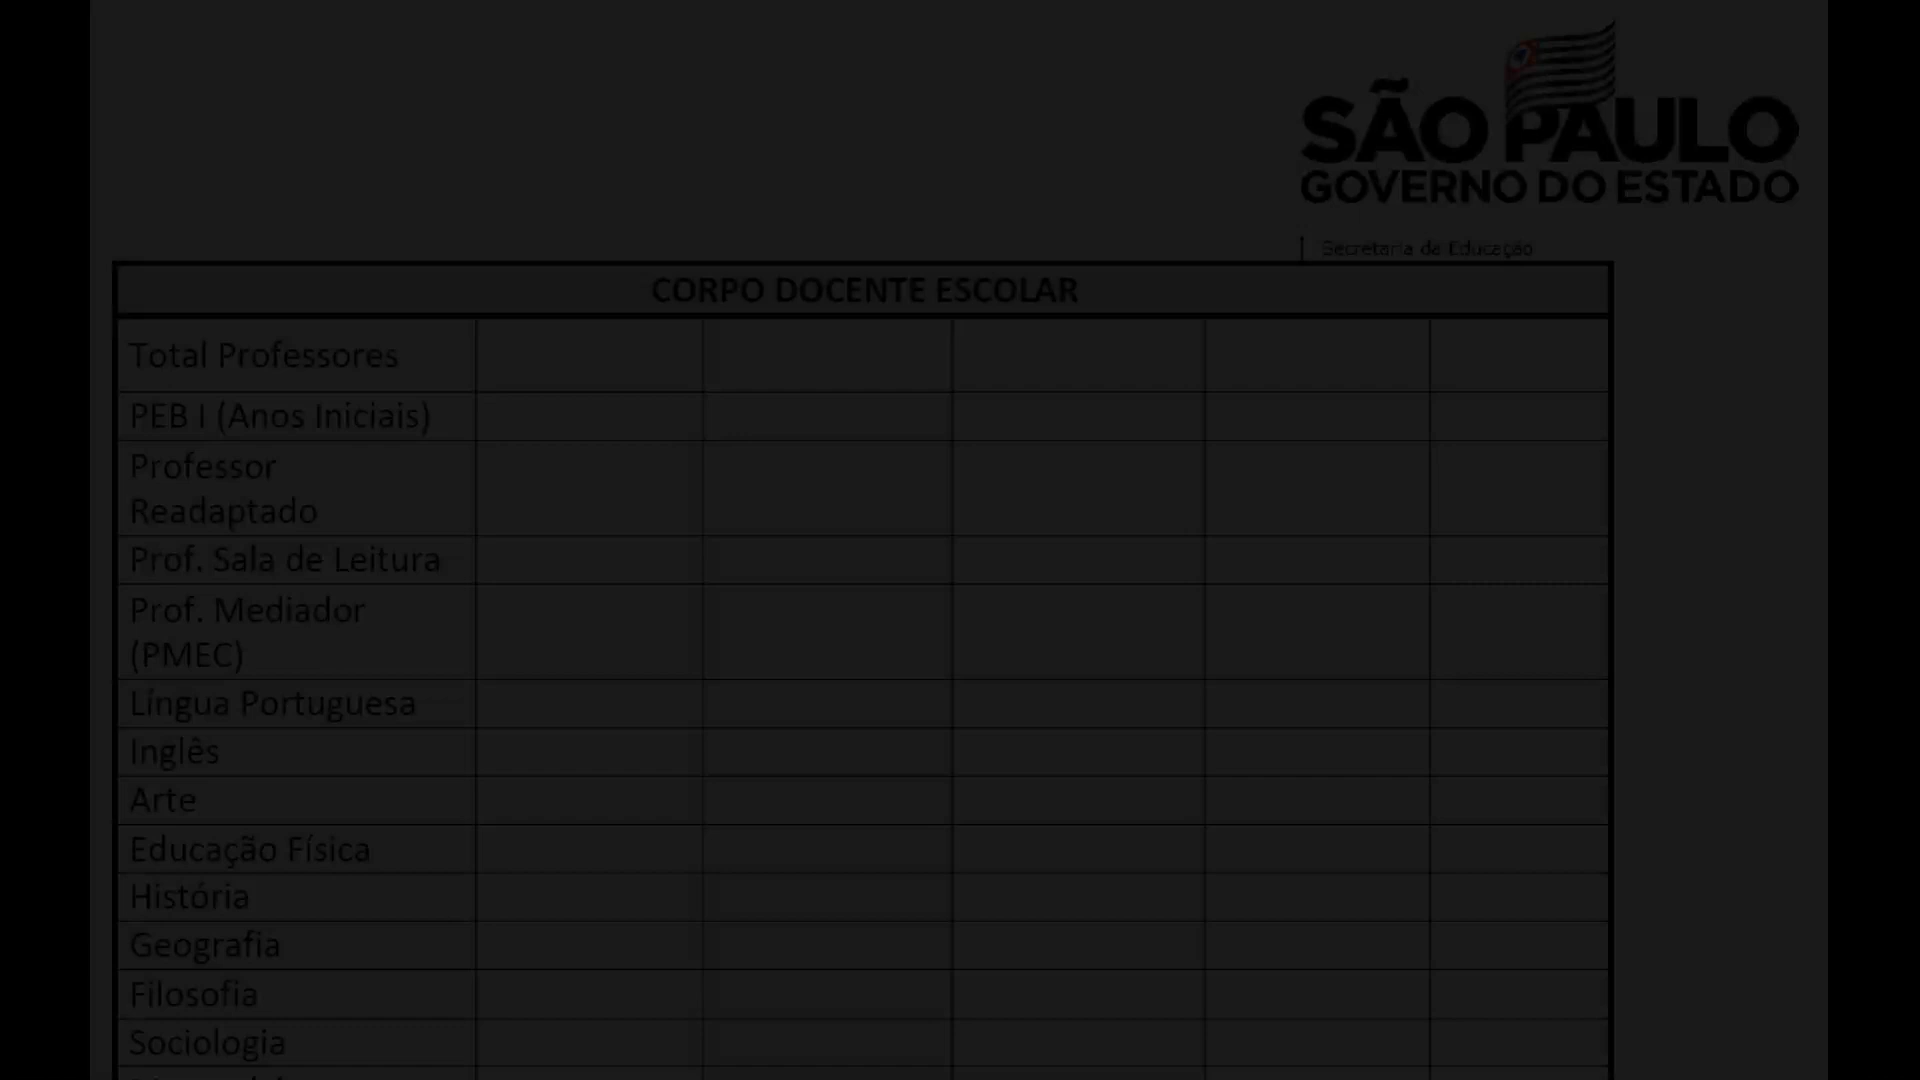 SÃO PAULO
GOVERNO DO ESTADO
Secretaria da Educação
CORPO DOCENTE ESCOLAR
Total Professores
PEB I (Anos Iniciais)
Professor
Readaptado
Prof. Sala de Leitura
Prof. Mediador
(PMEC)
Língua Portuguesa
Inglês
Arte
Educação Física
História
Geografia
Filosofia
Sociologia